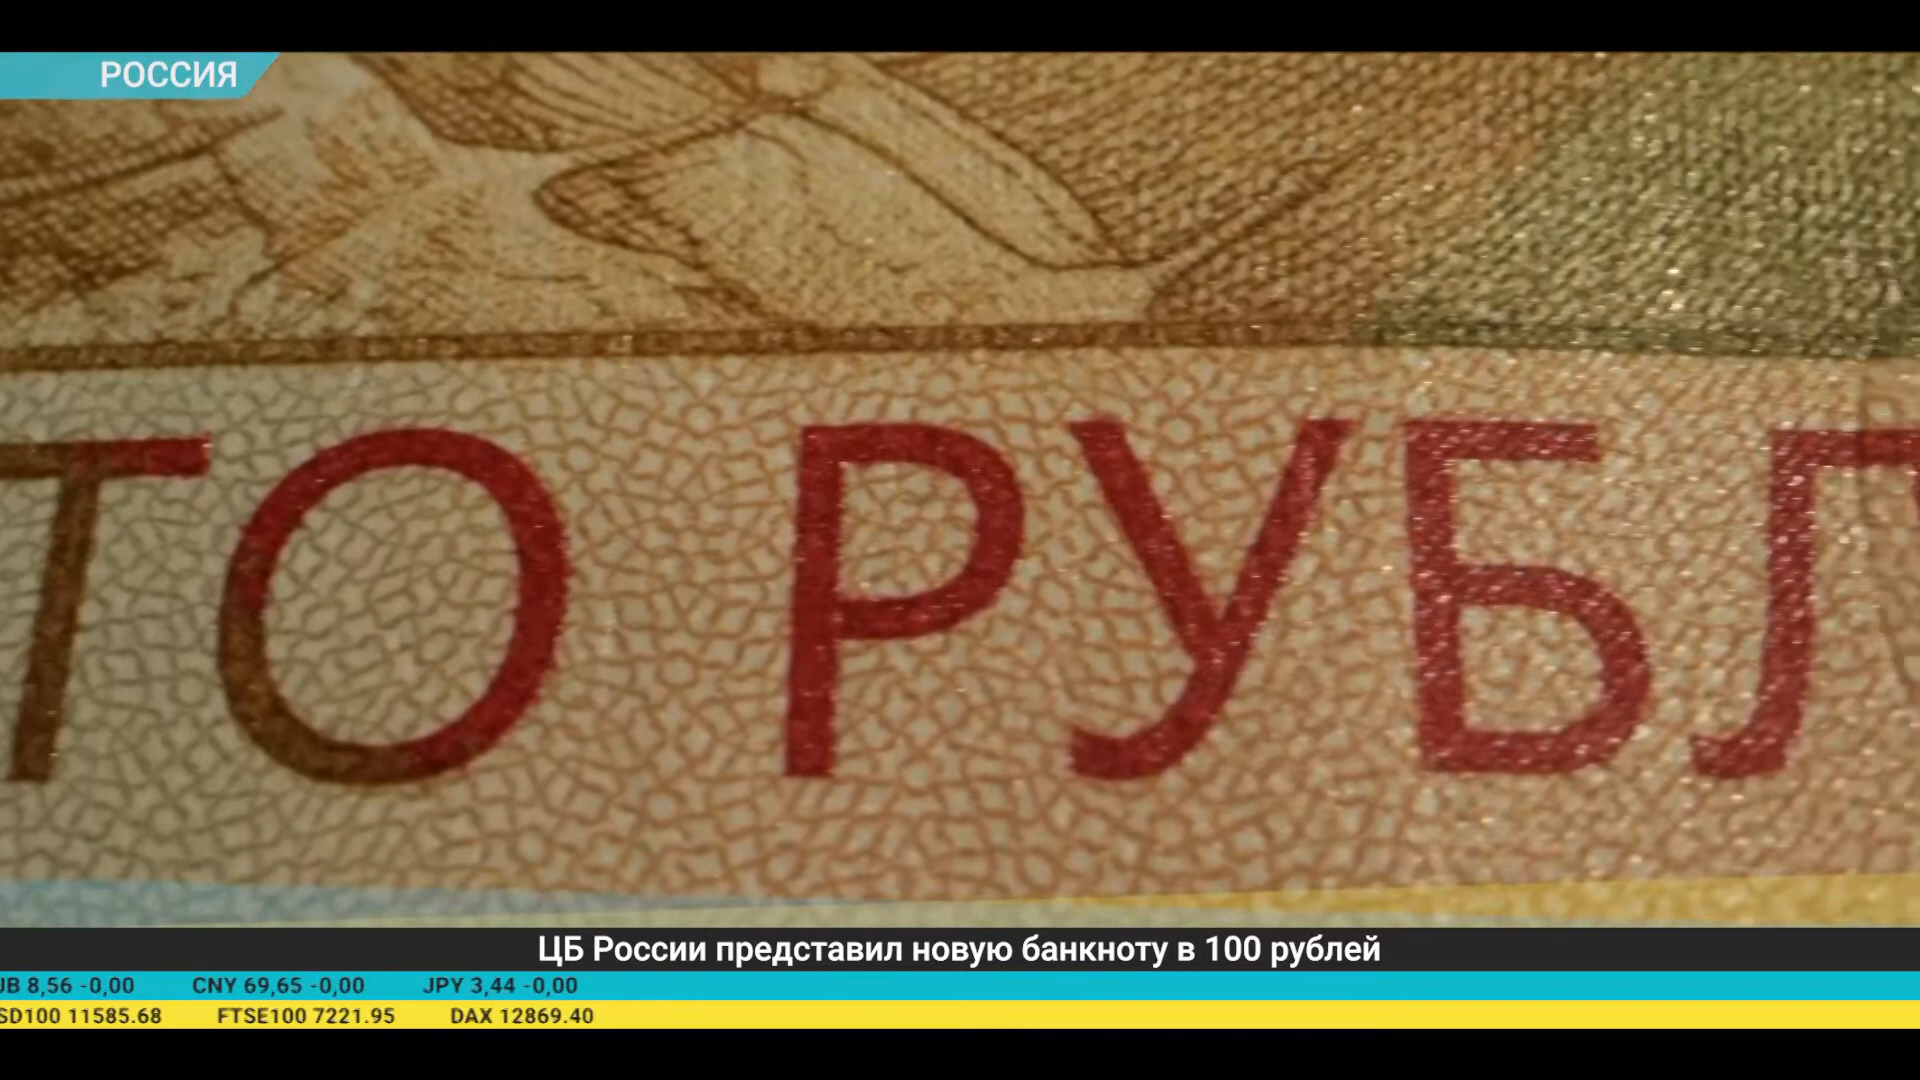 РОССИЯ
ТО РУБЛ
ЦБ России представил новую банкноту в 100 рублей
UB 8,56 -0,00 CNY 69,65 -0,00 JPY 3,44 -0,00
SD100 11585.68 FTSE100 7221.95 DAX 12869.40